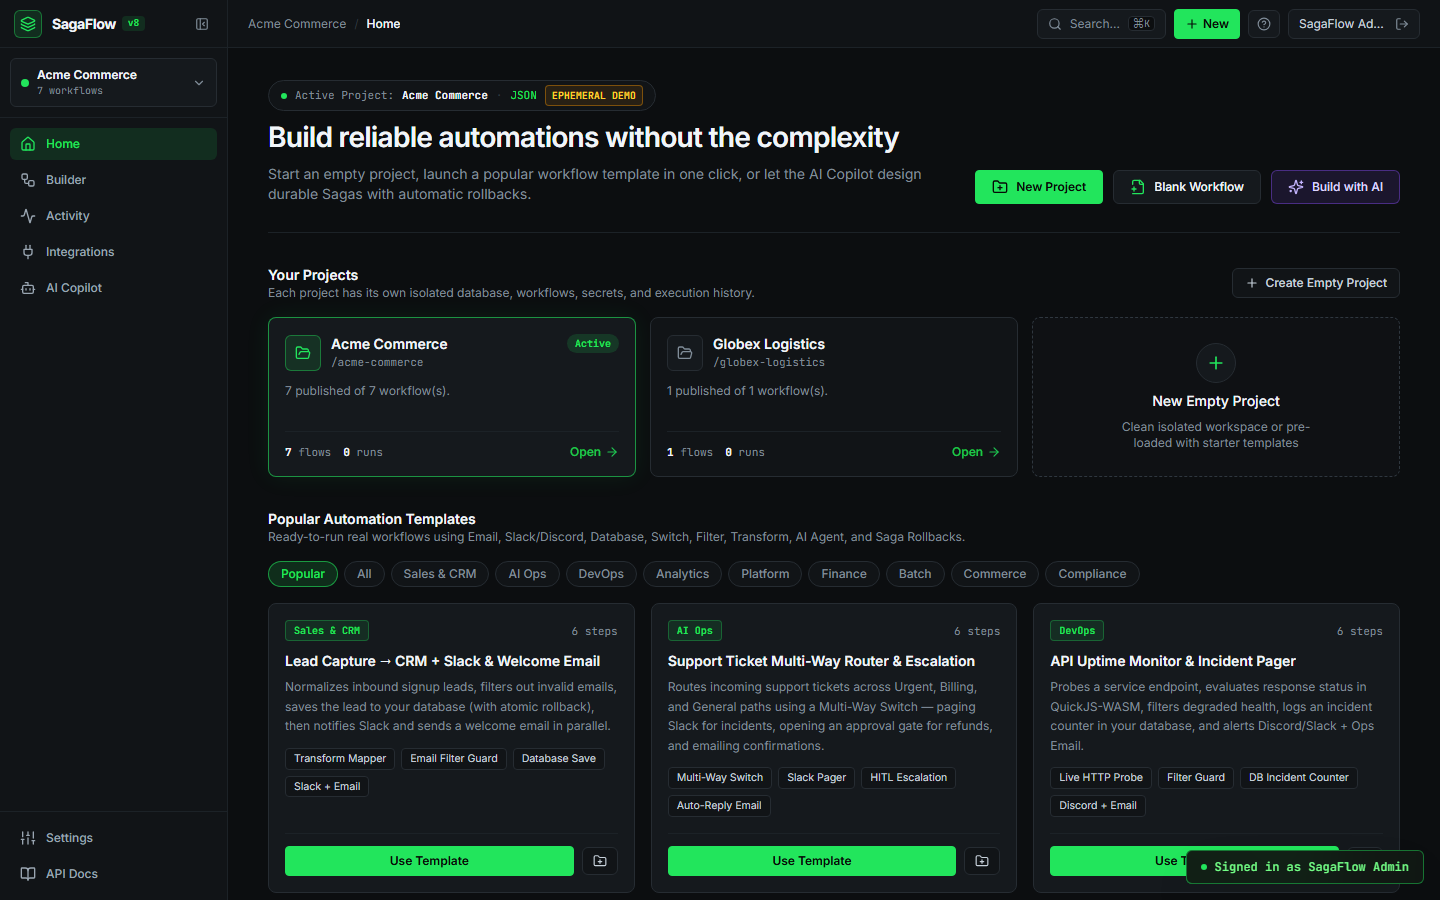 SagaFlow v8
Acme Commerce / Home
Search... ⌘K
+ New
SagaFlow Ad...
Acme Commerce
7 workflows
Home
Builder
Activity
Integrations
AI Copilot
Settings
API Docs
Active Project: Acme Commerce · JSON EPHEMERAL DEMO
Build reliable automations without the complexity
Start an empty project, launch a popular workflow template in one click, or let the AI Copilot design
durable Sagas with automatic rollbacks.
New Project
Blank Workflow
Build with AI
Your Projects
Each project has its own isolated database, workflows, secrets, and execution history.
+ Create Empty Project
Acme Commerce
/acme-commerce
Active
7 published of 7 workflow(s).
7 flows 0 runs
Open →
Globex Logistics
/globex-logistics
1 published of 1 workflow(s).
1 flows 0 runs
Open →
New Empty Project
Clean isolated workspace or pre-
loaded with starter templates
Popular Automation Templates
Ready-to-run real workflows using Email, Slack/Discord, Database, Switch, Filter, Transform, AI Agent, and Saga Rollbacks.
Popular All Sales & CRM AI Ops DevOps Analytics Platform Finance Batch Commerce Compliance
Sales & CRM
6 steps
Lead Capture → CRM + Slack & Welcome Email
Normalizes inbound signup leads, filters out invalid emails,
saves the lead to your database (with atomic rollback),
then notifies Slack and sends a welcome email in parallel.
Transform Mapper Email Filter Guard Database Save
Slack + Email
Use Template
AI Ops
6 steps
Support Ticket Multi-Way Router & Escalation
Routes incoming support tickets across Urgent, Billing,
and General paths using a Multi-Way Switch — paging
Slack for incidents, opening an approval gate for refunds,
and emailing confirmations.
Multi-Way Switch Slack Pager HITL Escalation
Auto-Reply Email
Use Template
DevOps
6 steps
API Uptime Monitor & Incident Pager
Probes a service endpoint, evaluates response status in
QuickJS-WASM, filters degraded health, logs an incident
counter in your database, and alerts Discord/Slack + Ops
Email.
Live HTTP Probe Filter Guard DB Incident Counter
Discord + Email
Use T
Signed in as SagaFlow Admin